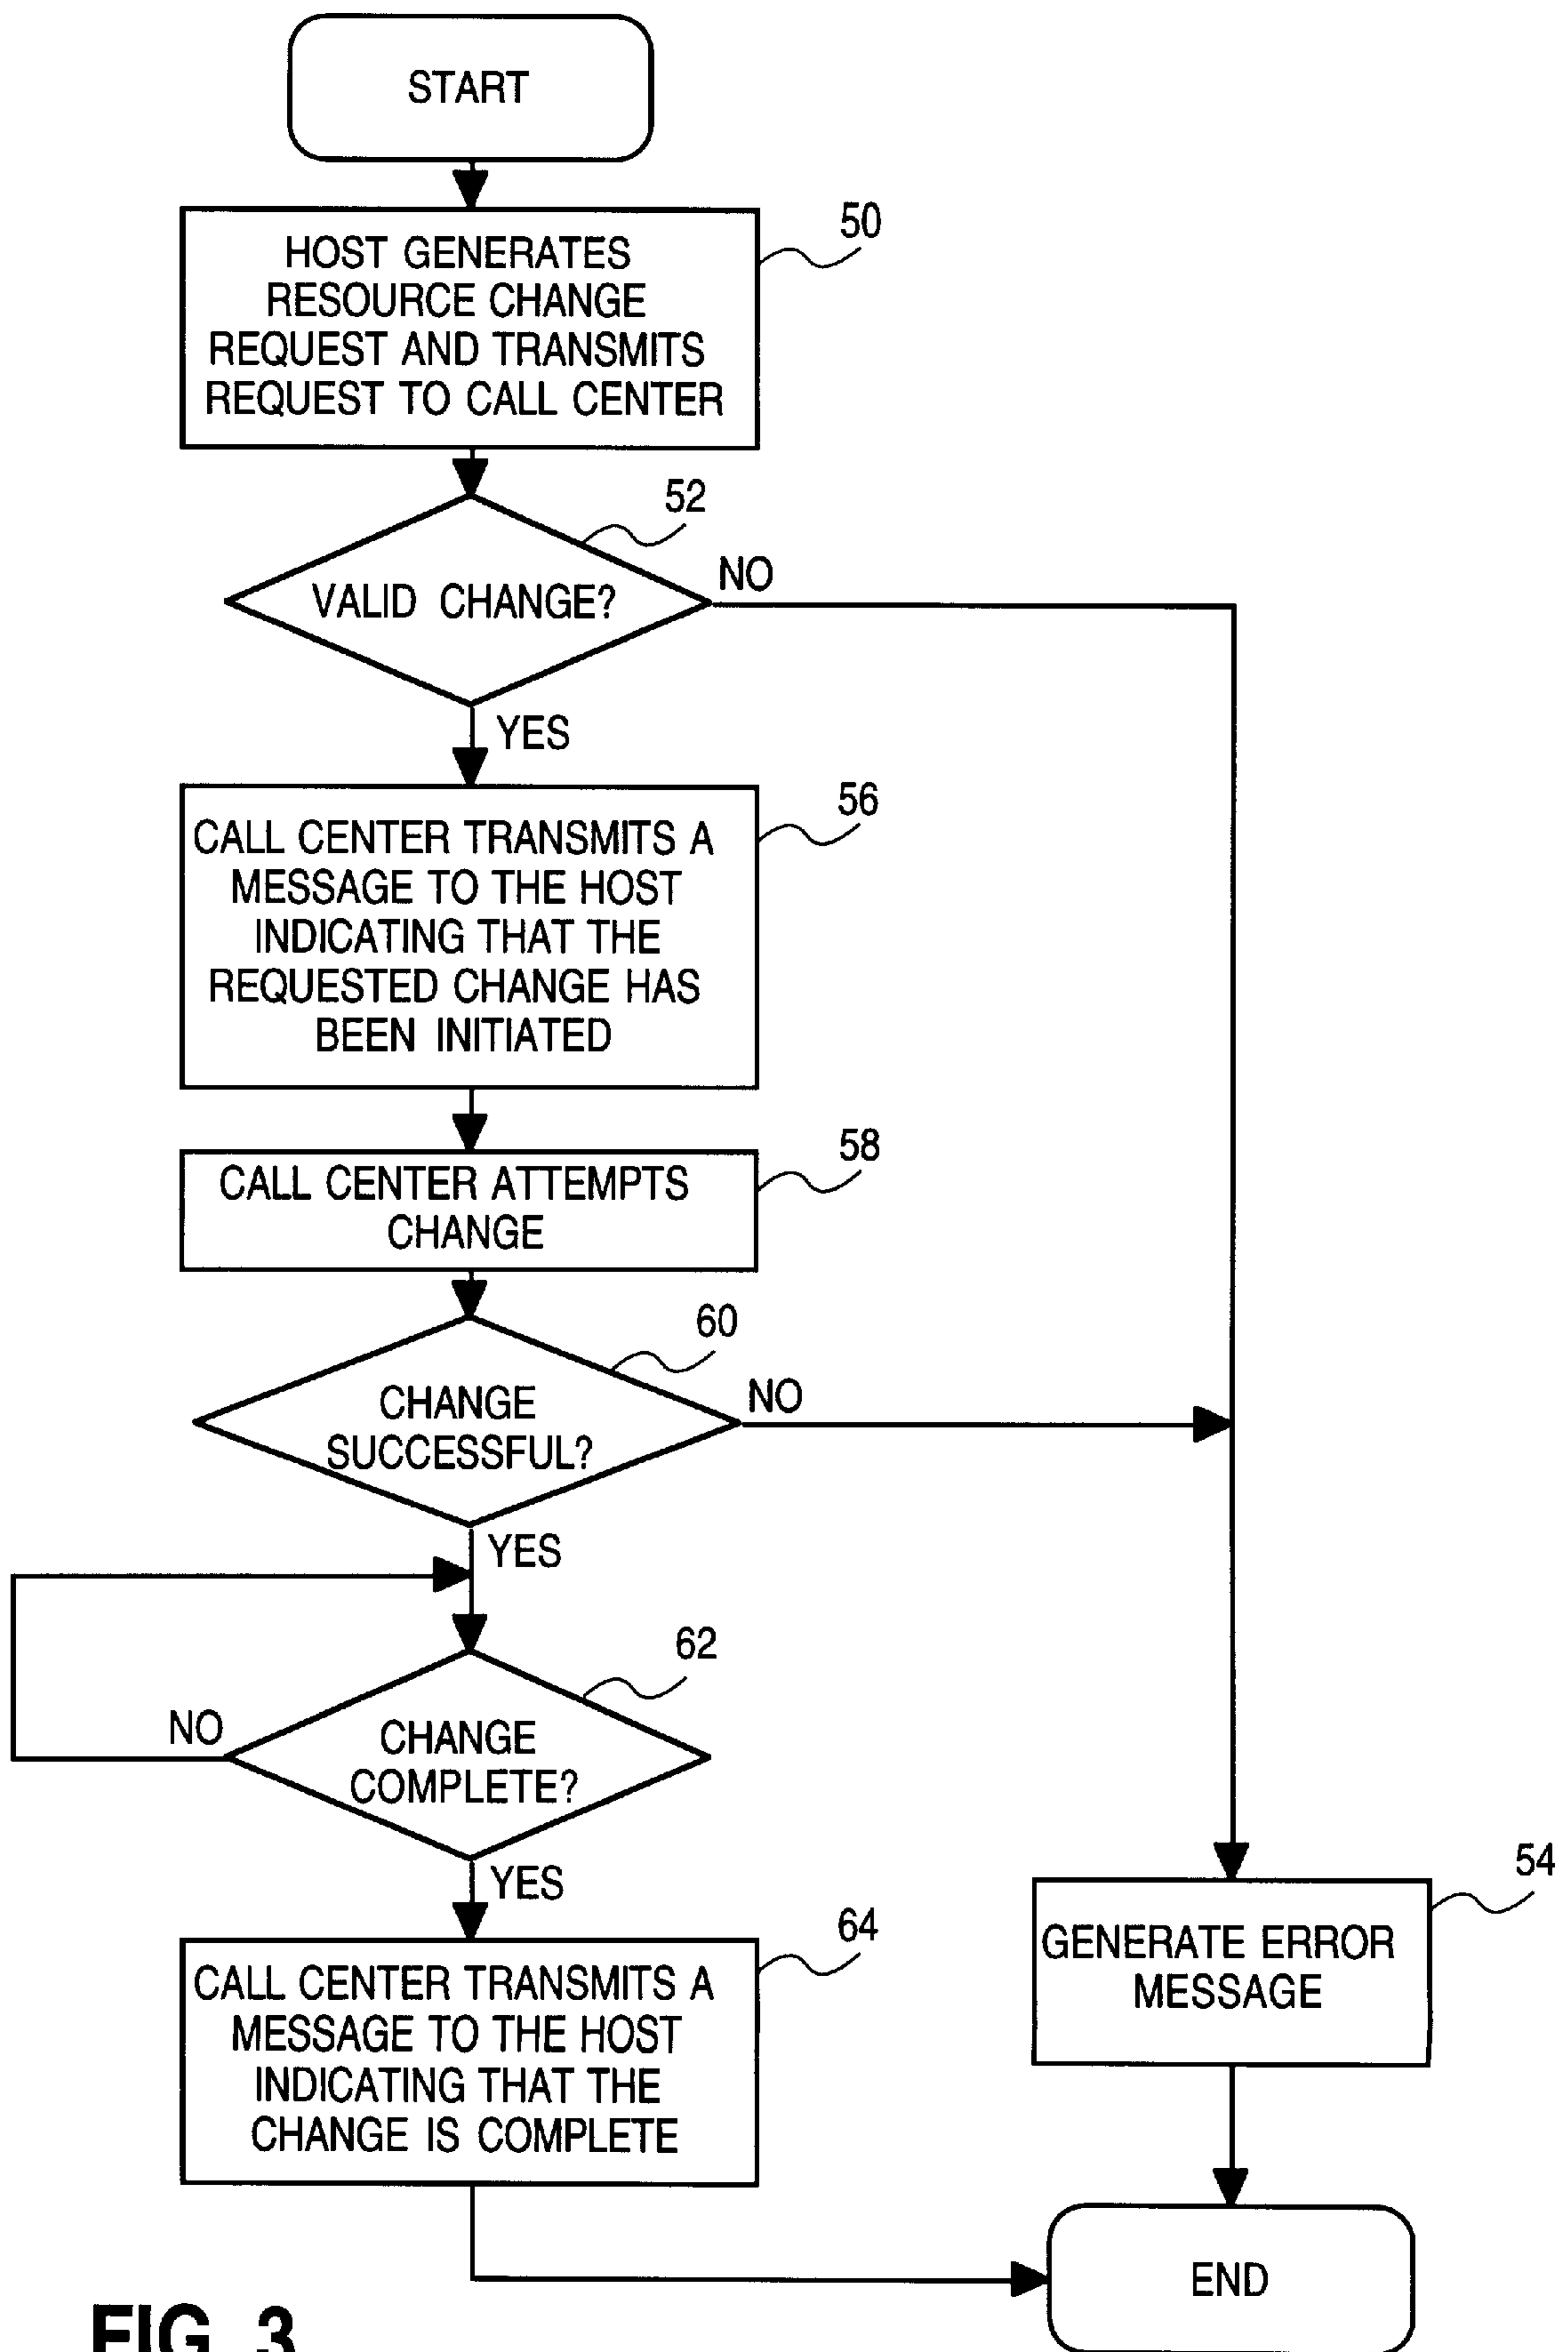 START
50
HOST GENERATES
RESOURCE CHANGE
REQUEST AND TRANSMITS
REQUEST TO CALL CENTER
52
VALID CHANGE?
NO
YES
56
CALL CENTER TRANSMITS A
MESSAGE TO THE HOST
INDICATING THAT THE
REQUESTED CHANGE HAS
BEEN INITIATED
58
CALL CENTER ATTEMPTS
CHANGE
60
CHANGE
SUCCESSFUL?
NO
YES
62
CHANGE
COMPLETE?
NO
YES
64
CALL CENTER TRANSMITS A
MESSAGE TO THE HOST
INDICATING THAT THE
CHANGE IS COMPLETE
54
GENERATE ERROR
MESSAGE
END
FIG. 3